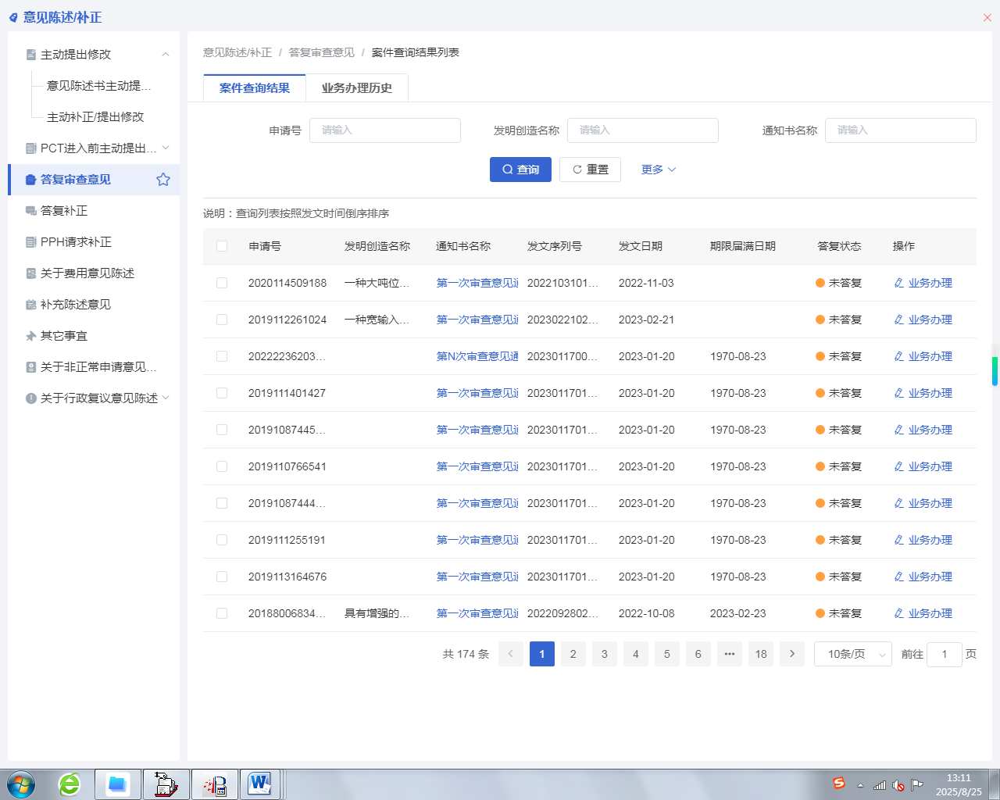 意见陈述/补正
主动提出修改
意见陈述书主动提...
主动补正/提出修改
PCT进入前主动提出...
答复审查意见
答复补正
PPH请求补正
关于费用意见陈述
补充陈述意见
其它事宜
关于非正常申请意见...
关于行政复议意见陈述
意见陈述/补正 / 答复审查意见 / 案件查询结果列表
案件查询结果 业务办理历史
申请号 请输入 发明创造名称 请输入 通知书名称 请输入
查询 重置 更多
说明：查询列表按照发文时间倒序排序
申请号 发明创造名称 通知书名称 发文序列号 发文日期 期限届满日期 答复状态 操作
2020114509188 一种大吨位... 第一次审查意见通 2022103101... 2022-11-03 未答复 业务办理
2019112261024 一种宽输入... 第一次审查意见通 2023022102... 2023-02-21 未答复 业务办理
20222236203... 第N次审查意见通 2023011700... 2023-01-20 1970-08-23 未答复 业务办理
2019111401427 第一次审查意见通 2023011701... 2023-01-20 1970-08-23 未答复 业务办理
20191087445... 第一次审查意见通 2023011701... 2023-01-20 1970-08-23 未答复 业务办理
2019110766541 第一次审查意见通 2023011701... 2023-01-20 1970-08-23 未答复 业务办理
20191087444... 第一次审查意见通 2023011701... 2023-01-20 1970-08-23 未答复 业务办理
2019111255191 第一次审查意见通 2023011701... 2023-01-20 1970-08-23 未答复 业务办理
2019113164676 第一次审查意见通 2023011701... 2023-01-20 1970-08-23 未答复 业务办理
20188006834... 具有增强的... 第一次审查意见通 2022092802... 2022-10-08 2023-02-23 未答复 业务办理
共 174 条 1 2 3 4 5 6 ••• 18 10条/页 前往 1 页
13:11
2025/8/25